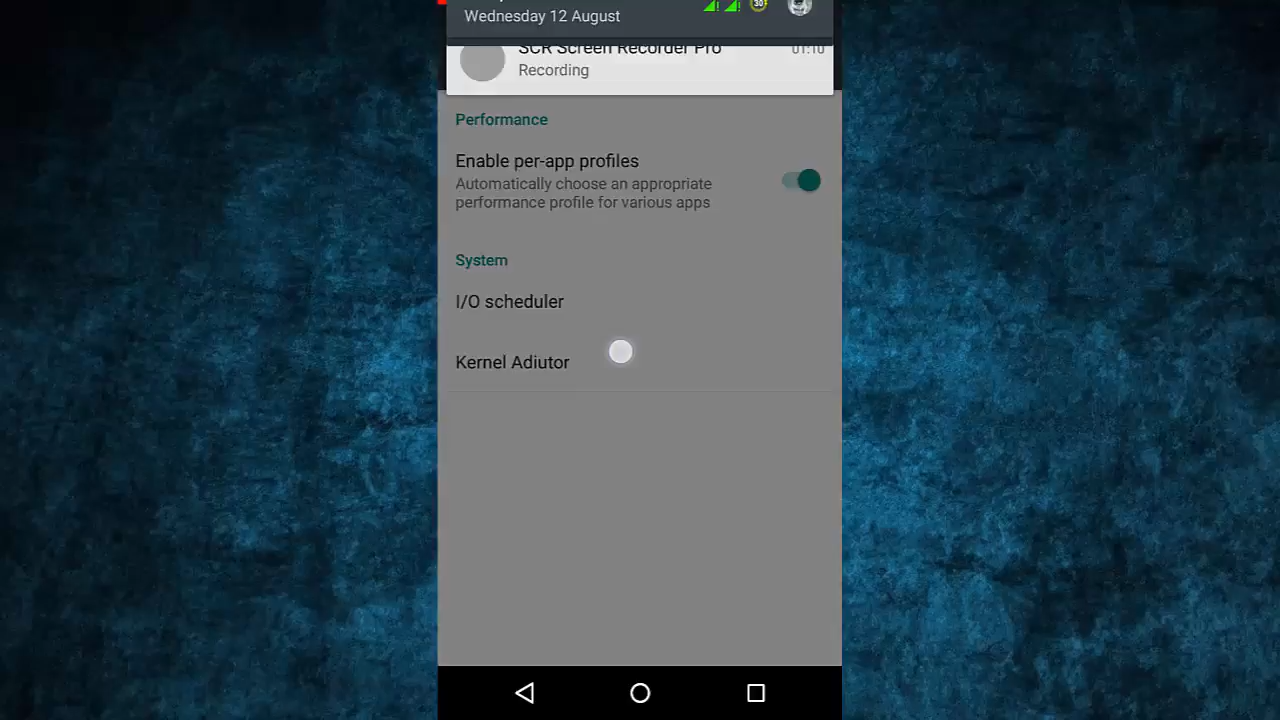 Wednesday 12 August
30
SCR Screen Recorder Pro
01:10
Recording
Performance
Enable per-app profiles
Automatically choose an appropriate
performance profile for various apps
System
I/O scheduler
Kernel Adiutor